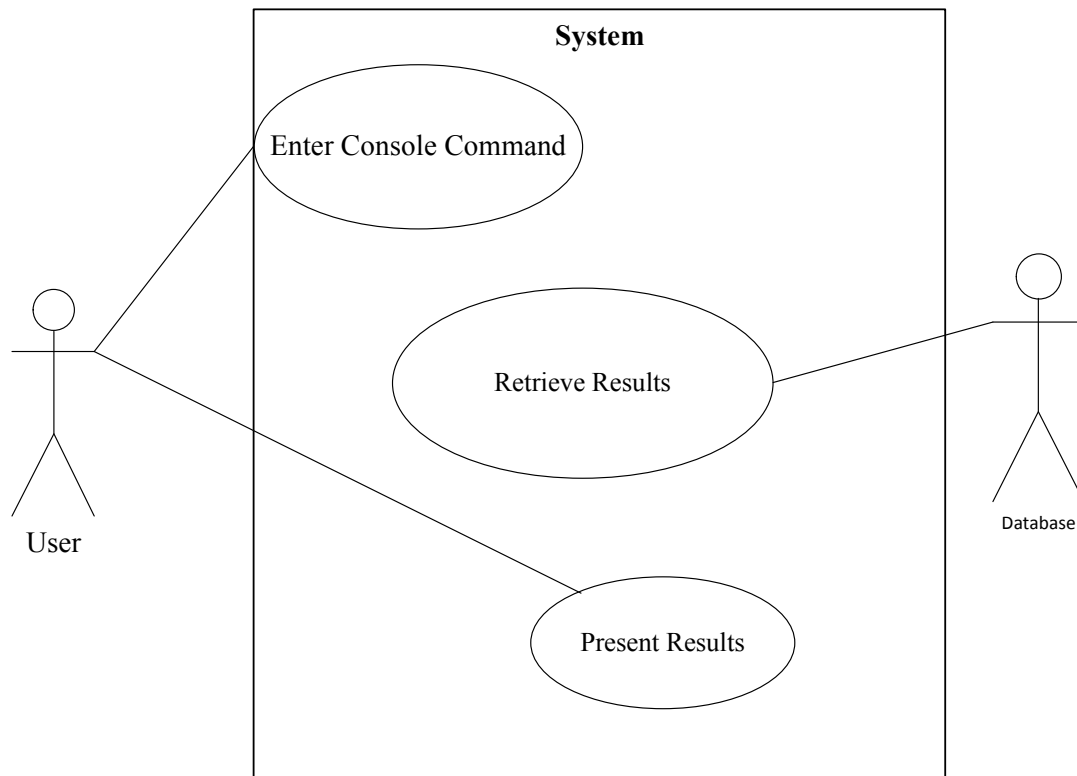 System
Enter Console Command
Retrieve Results
User
Database
Present Results